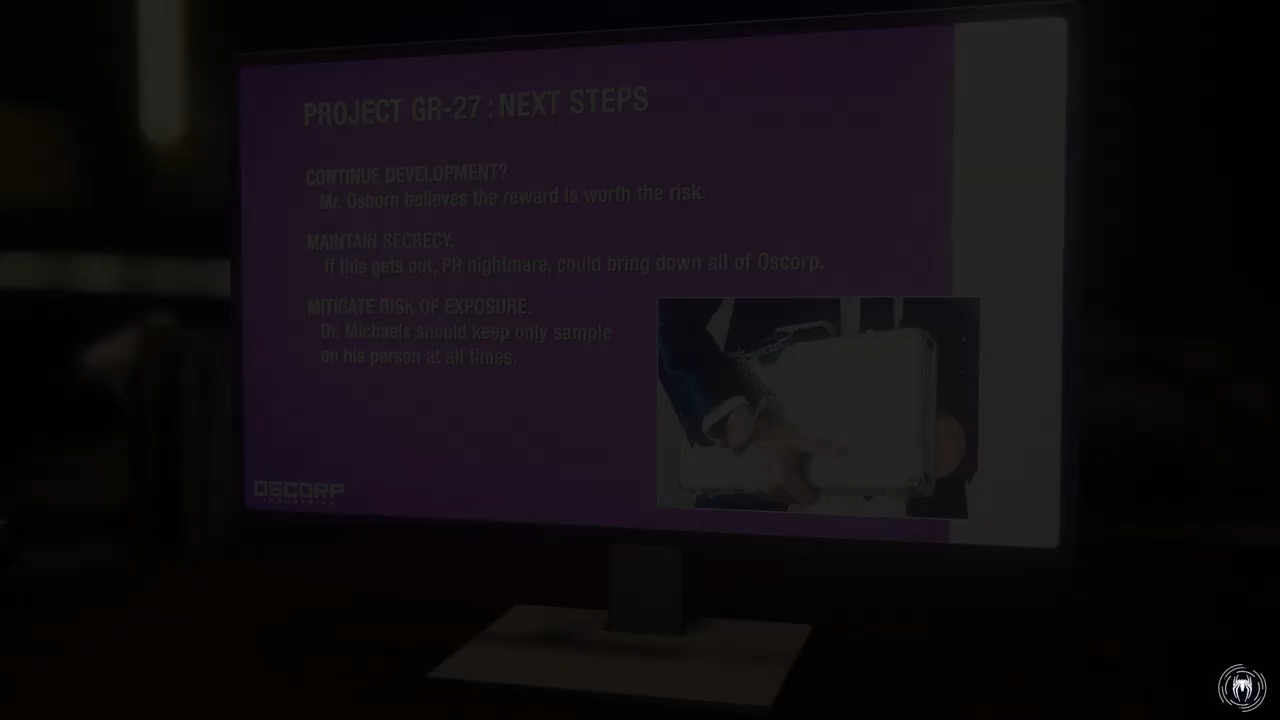 PROJECT GR-27 : NEXT STEPS
CONTINUE DEVELOPMENT?
Mr. Osborn believes the reward is worth the risk.
MAINTAIN SECRECY.
If this gets out, PR nightmare, could bring down all of Oscorp.
MITIGATE RISK OF EXPOSURE.
Dr. Michaels should keep only sample
on his person at all times.
OSCORP
INDUSTRIES